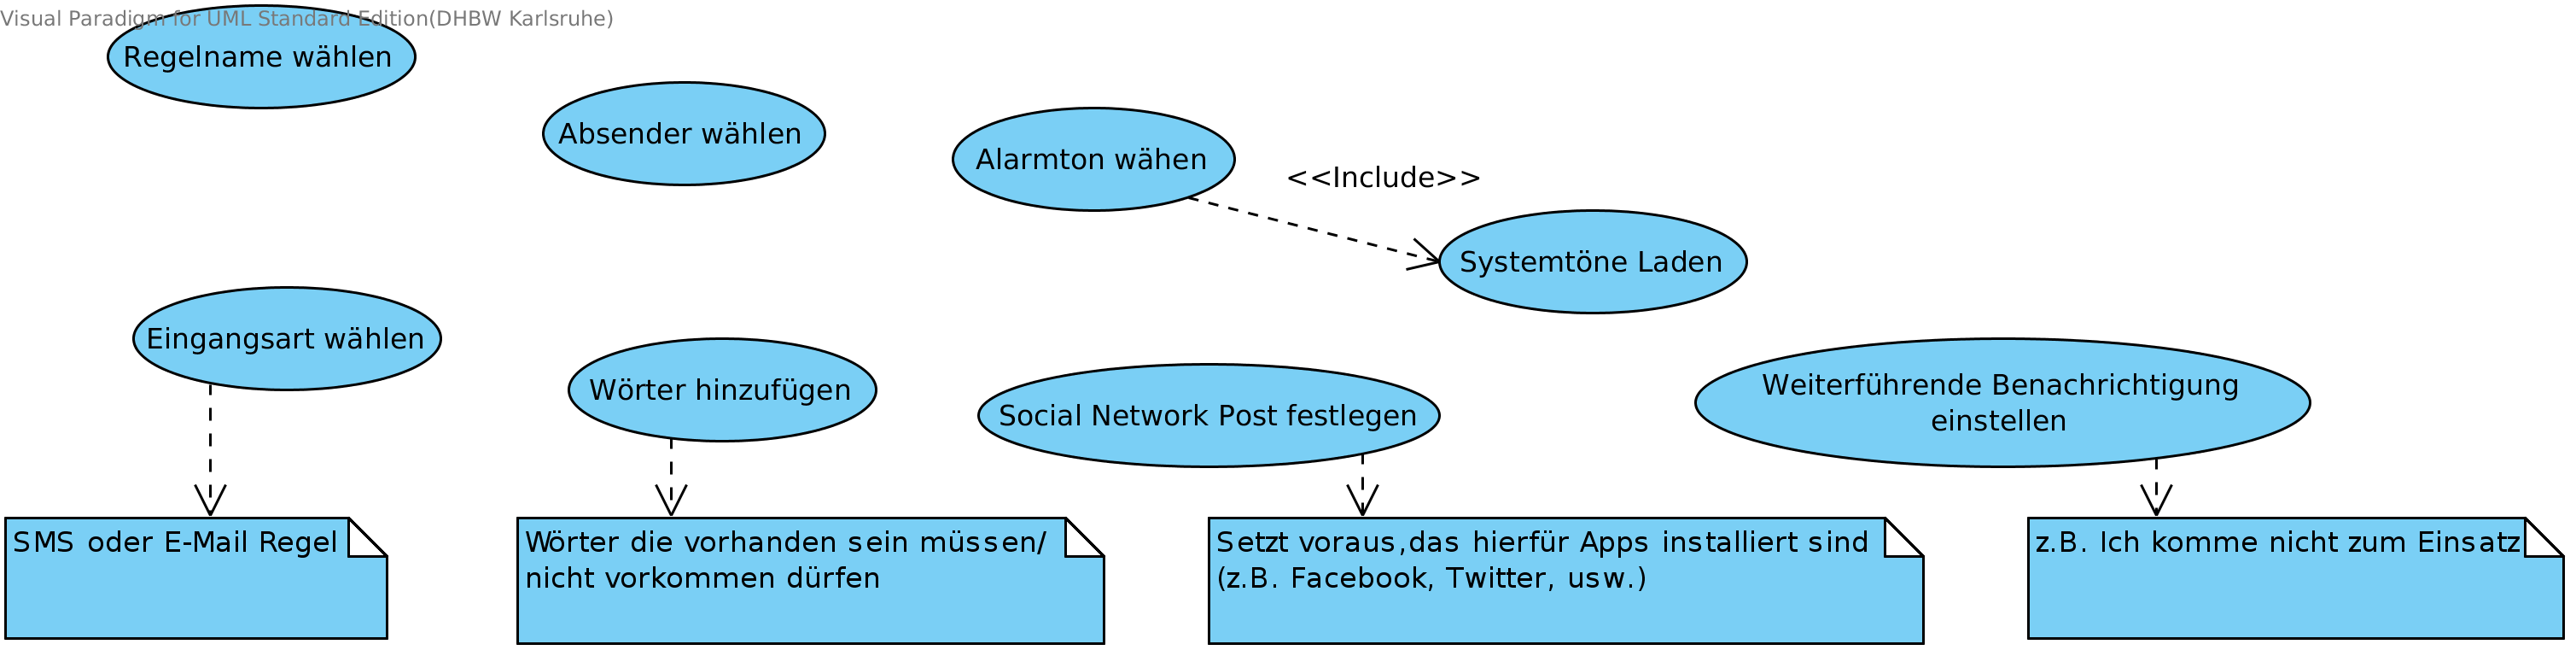 Visual Paradigm for UML Standard Edition(DHBW Karlsruhe)
Regelname wählen
Absender wählen
Alarmton wähen
<<Include>>
Systemtöne Laden
Eingangsart wählen
Wörter hinzufügen
Social Network Post festlegen
Weiterführende Benachrichtigung
einstellen
SMS oder E-Mail Regel
Wörter die vorhanden sein müssen/
nicht vorkommen dürfen
Setzt voraus,das hierfür Apps installiert sind
(z.B. Facebook, Twitter, usw.)
z.B. Ich komme nicht zum Einsatz